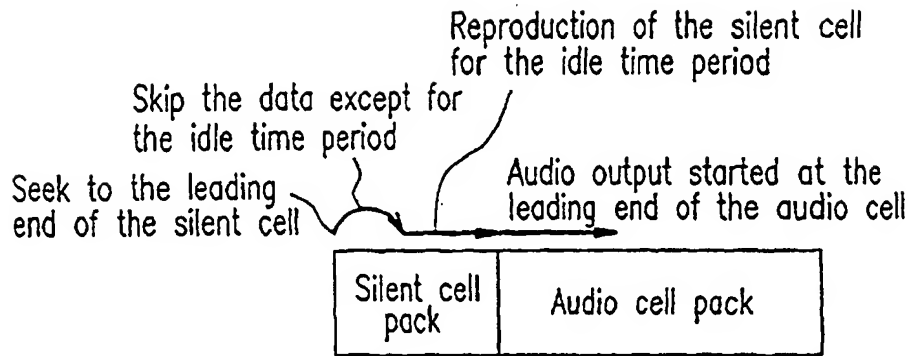 Reproduction of the silent cell
for the idle time period
Skip the data except for
the idle time period
Seek to the leading
end of the silent cell
Audio output started at the
leading end of the audio cell
Silent cell
pack
Audio cell pack